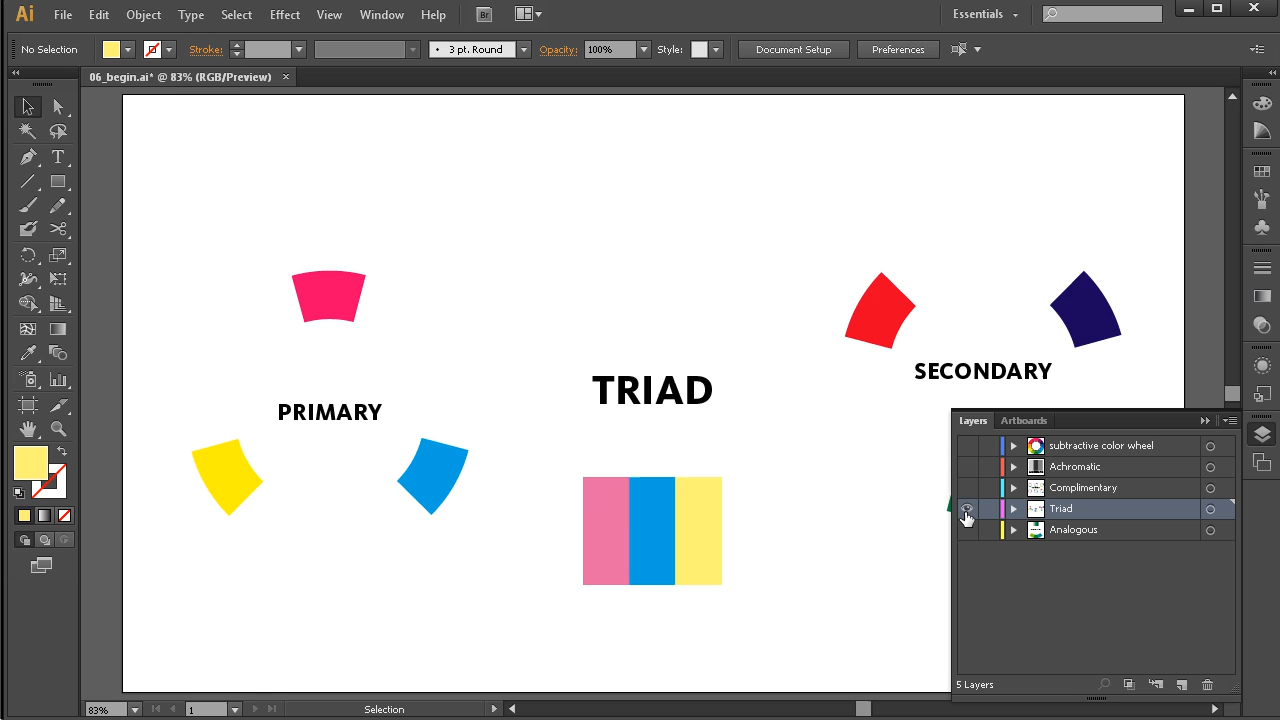 Ai File Edit Object Type Select Effect View Window Help Br Essentials
No Selection Stroke: 3 pt. Round Opacity: 100% Style: Document Setup Preferences
06_begin.ai* @ 83% (RGB/Preview) ×
TRIAD
PRIMARY
SECONDARY
Layers Artboards
subtractive color wheel
Achromatic
Complimentary
Triad
Analogous
5 Layers
83% 1 Selection